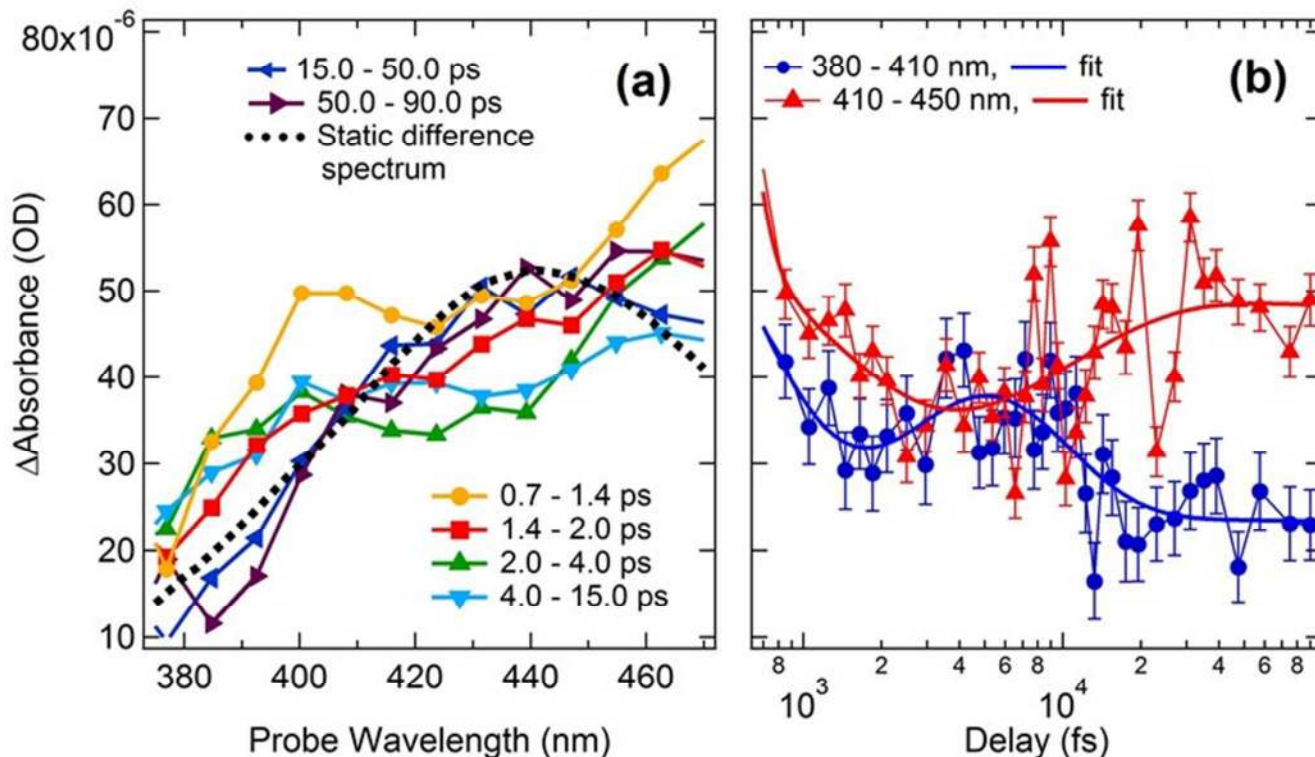 80x10⁻⁶
70
60
50
40
30
20
10
ΔAbsorbance (OD)
(a)
15.0 - 50.0 ps
50.0 - 90.0 ps
Static difference
spectrum
0.7 - 1.4 ps
1.4 - 2.0 ps
2.0 - 4.0 ps
4.0 - 15.0 ps
380 400 420 440 460
Probe Wavelength (nm)
(b)
380 - 410 nm, fit
410 - 450 nm, fit
8 2 4 6 8 2 4 6 8
10³ 10⁴
Delay (fs)